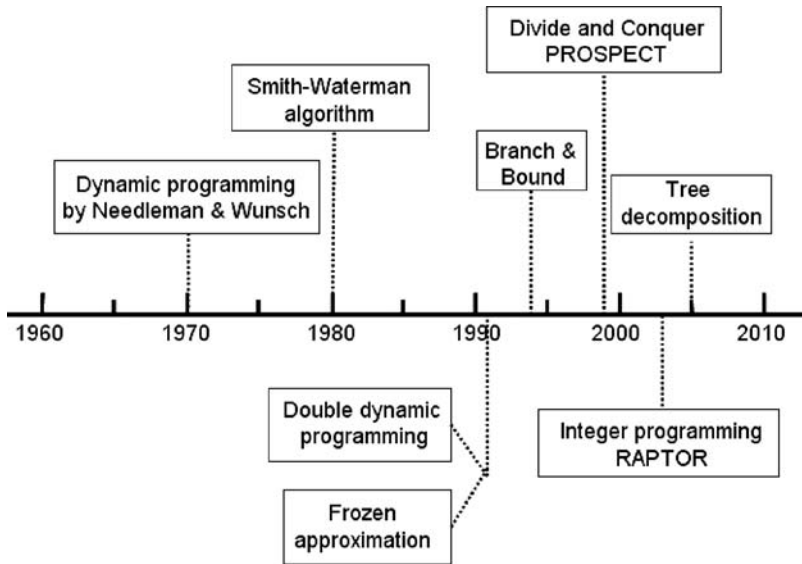 Divide and Conquer
PROSPECT
Smith-Waterman
algorithm
Branch &
Bound
Dynamic programming
by Needleman & Wunsch
Tree
decomposition
1960
1970
1980
1990
2000
2010
Double dynamic
programming
Integer programming
RAPTOR
Frozen
approximation